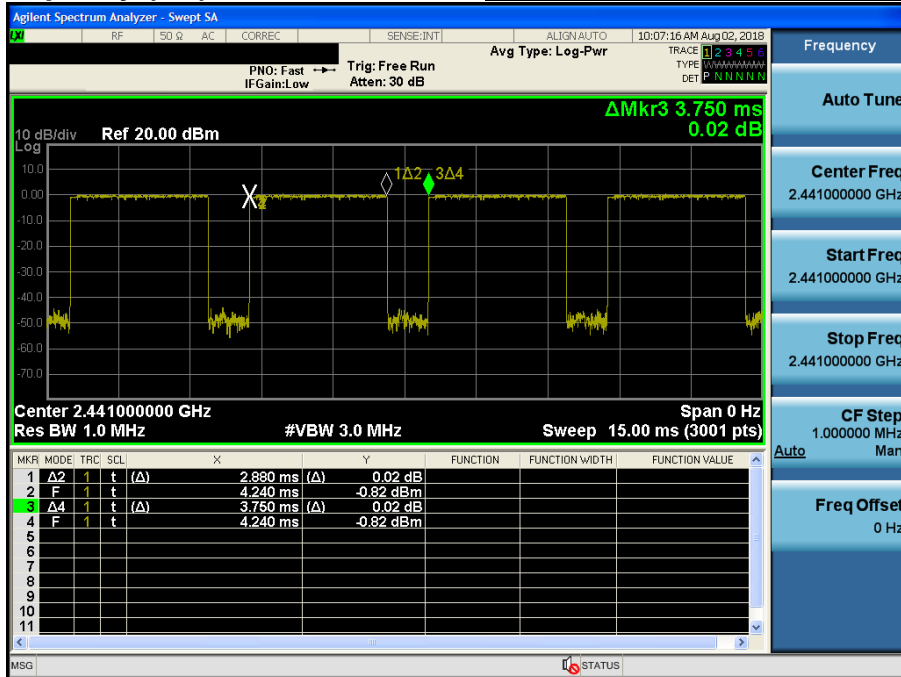 Agilent Spectrum Analyzer - Swept SA
LXI RF 50 Ω AC CORREC SENSE:INT ALIGN AUTO 10:07:16 AM Aug 02, 2018
Frequency
Avg Type: Log-Pwr
TRACE 1 2 3 4 5 6
PNO: Fast Trig: Free Run
TYPE WWWWWW
IFGain:Low Atten: 30 dB
DET P N N N N N
Auto Tune
ΔMkr3 3.750 ms
0.02 dB
10 dB/div Ref 20.00 dBm
Log
10.0
0.00
-10.0
-20.0
-30.0
-40.0
-50.0
-60.0
-70.0
X
2
1Δ2
3Δ4
Center Freq
2.441000000 GHz
Start Freq
2.441000000 GHz
Stop Freq
2.441000000 GHz
Center 2.441000000 GHz Span 0 Hz
Res BW 1.0 MHz #VBW 3.0 MHz Sweep 15.00 ms (3001 pts)
CF Step
1.000000 MHz
Auto Man
Freq Offset
0 Hz
MKR MODE TRC SCL X Y FUNCTION FUNCTION WIDTH FUNCTION VALUE
1 Δ2 1 t (Δ) 2.880 ms (Δ) 0.02 dB
2 F 1 t 4.240 ms -0.82 dBm
3 Δ4 1 t (Δ) 3.750 ms (Δ) 0.02 dB
4 F 1 t 4.240 ms -0.82 dBm
5
6
7
8
9
10
11
MSG STATUS